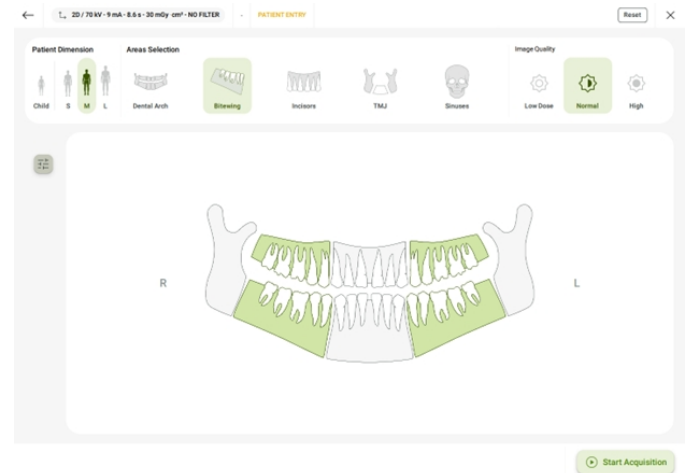 2D / 70 kV - 9 mA - 8.6 s - 30 mGy · cm² - NO FILTER - PATIENT ENTRY Reset
Patient Dimension Areas Selection Image Quality
Child S M L Dental Arch Bitewing Incisors TMJ Sinuses Low Dose Normal High
R L
Start Acquisition